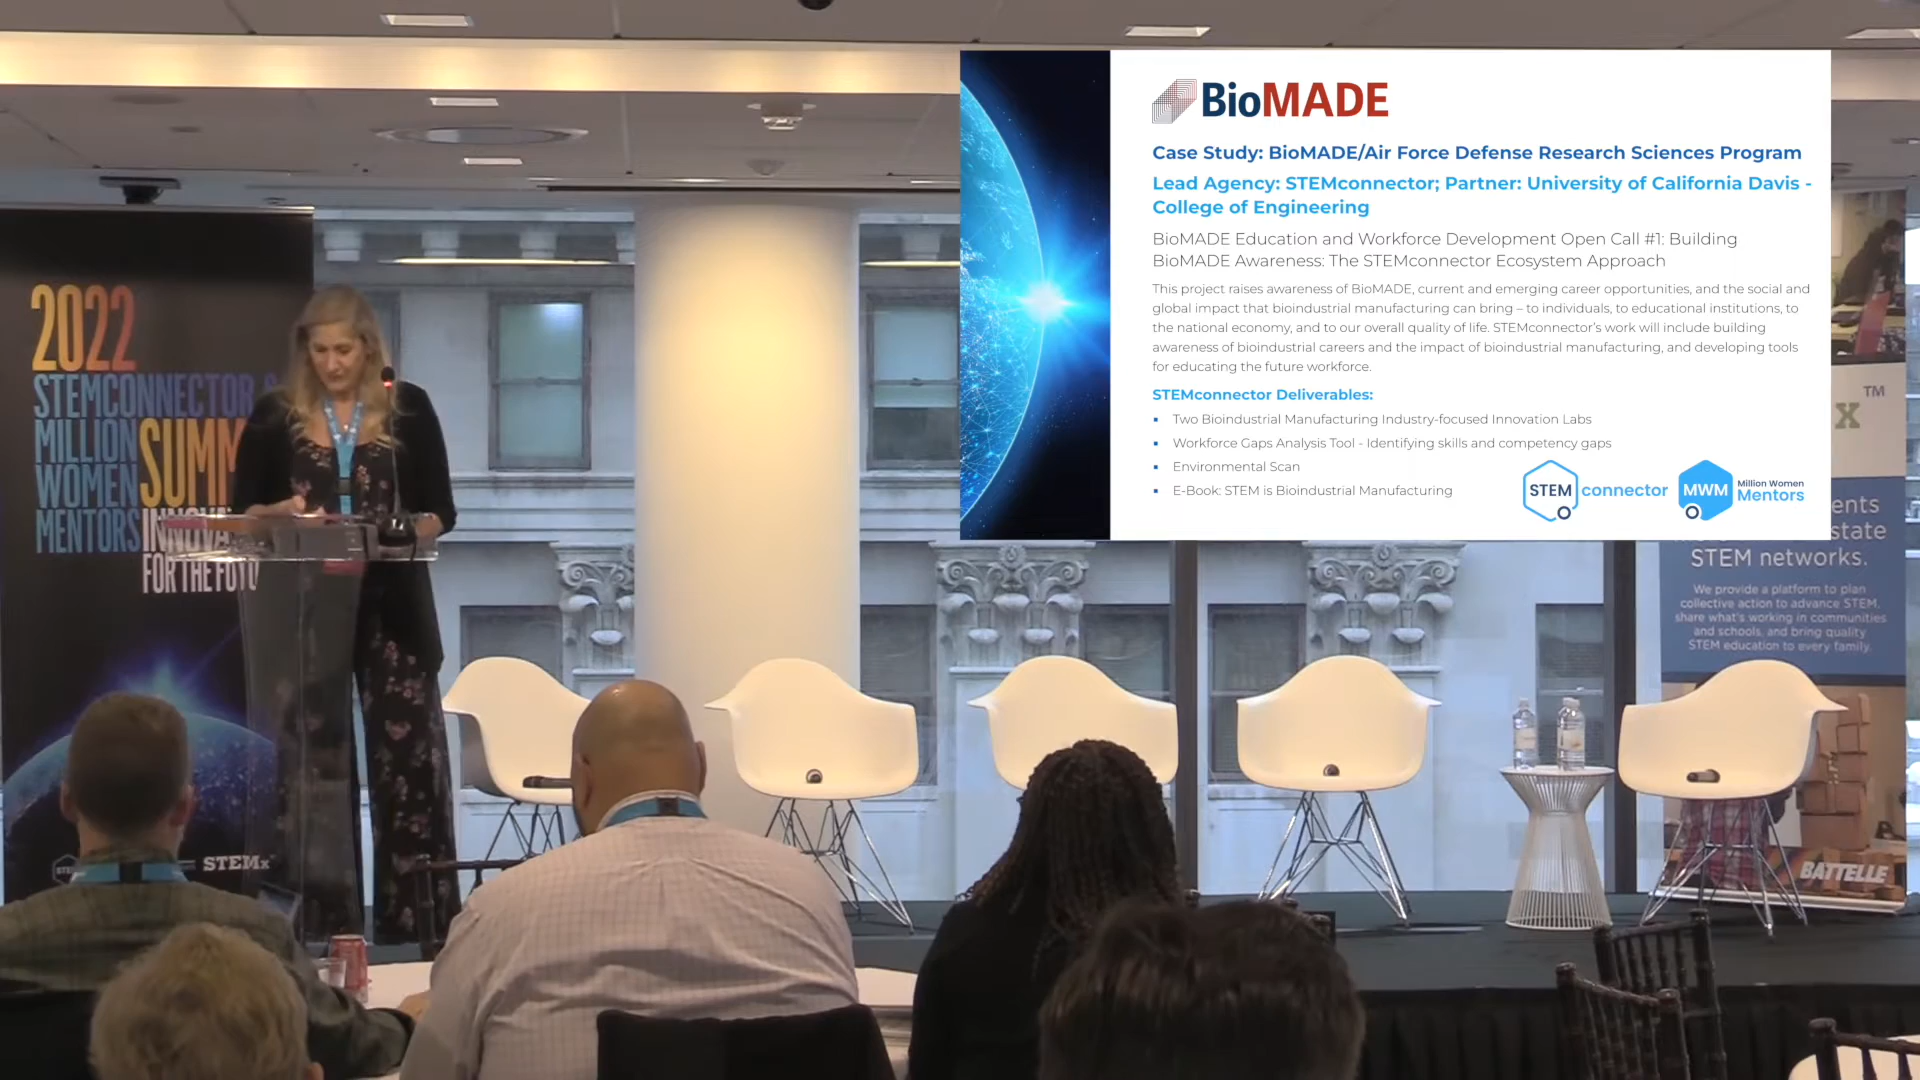 BioMADE
Case Study: BioMADE/Air Force Defense Research Sciences Program
Lead Agency: STEMconnector; Partner: University of California Davis -
College of Engineering
BioMADE Education and Workforce Development Open Call #1: Building
BioMADE Awareness: The STEMconnector Ecosystem Approach
This project raises awareness of BioMADE, current and emerging career opportunities, and the social and
global impact that bioindustrial manufacturing can bring – to individuals, to educational institutions, to
the national economy, and to our overall quality of life. STEMconnector's work will include building
awareness of bioindustrial careers and the impact of bioindustrial manufacturing, and developing tools
for educating the future workforce.
STEMconnector Deliverables:
▪ Two Bioindustrial Manufacturing Industry-focused Innovation Labs
▪ Workforce Gaps Analysis Tool - Identifying skills and competency gaps
▪ Environmental Scan
▪ E-Book: STEM is Bioindustrial Manufacturing
STEM connector
MWM Million Women
Mentors
2022
STEMCONNECTOR &
MILLION
WOMEN
MENTORS
SUMM
INNOVA
FOR THE FUTU
STEMx
X TM
ents
state
STEM networks.
We provide a platform to plan
collective action to advance STEM,
share what's working in communities
and schools, and bring quality
STEM education to every family.
BATTELLE